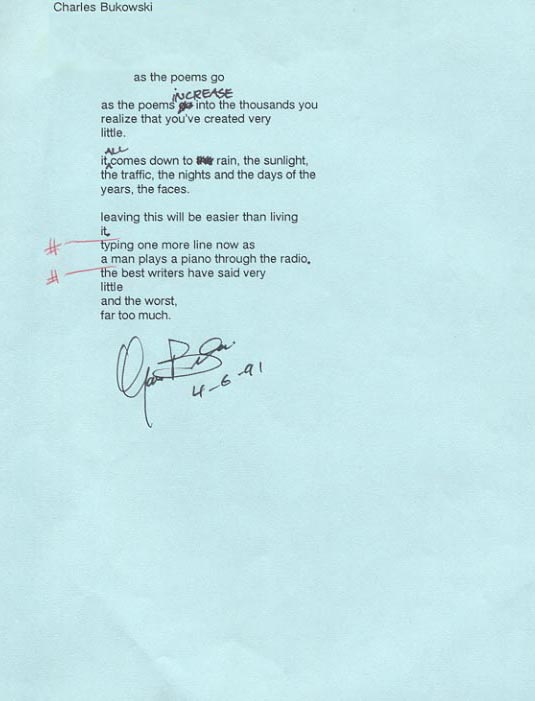 Charles Bukowski
as the poems go
INCREASE
as the poems into the thousands you
realize that you've created very
little.
ALL
it comes down to rain, the sunlight,
the traffic, the nights and the days of the
years, the faces.
leaving this will be easier than living
it.
# typing one more line now as
a man plays a piano through the radio.
# the best writers have said very
little
and the worst,
far too much.
4-6-91